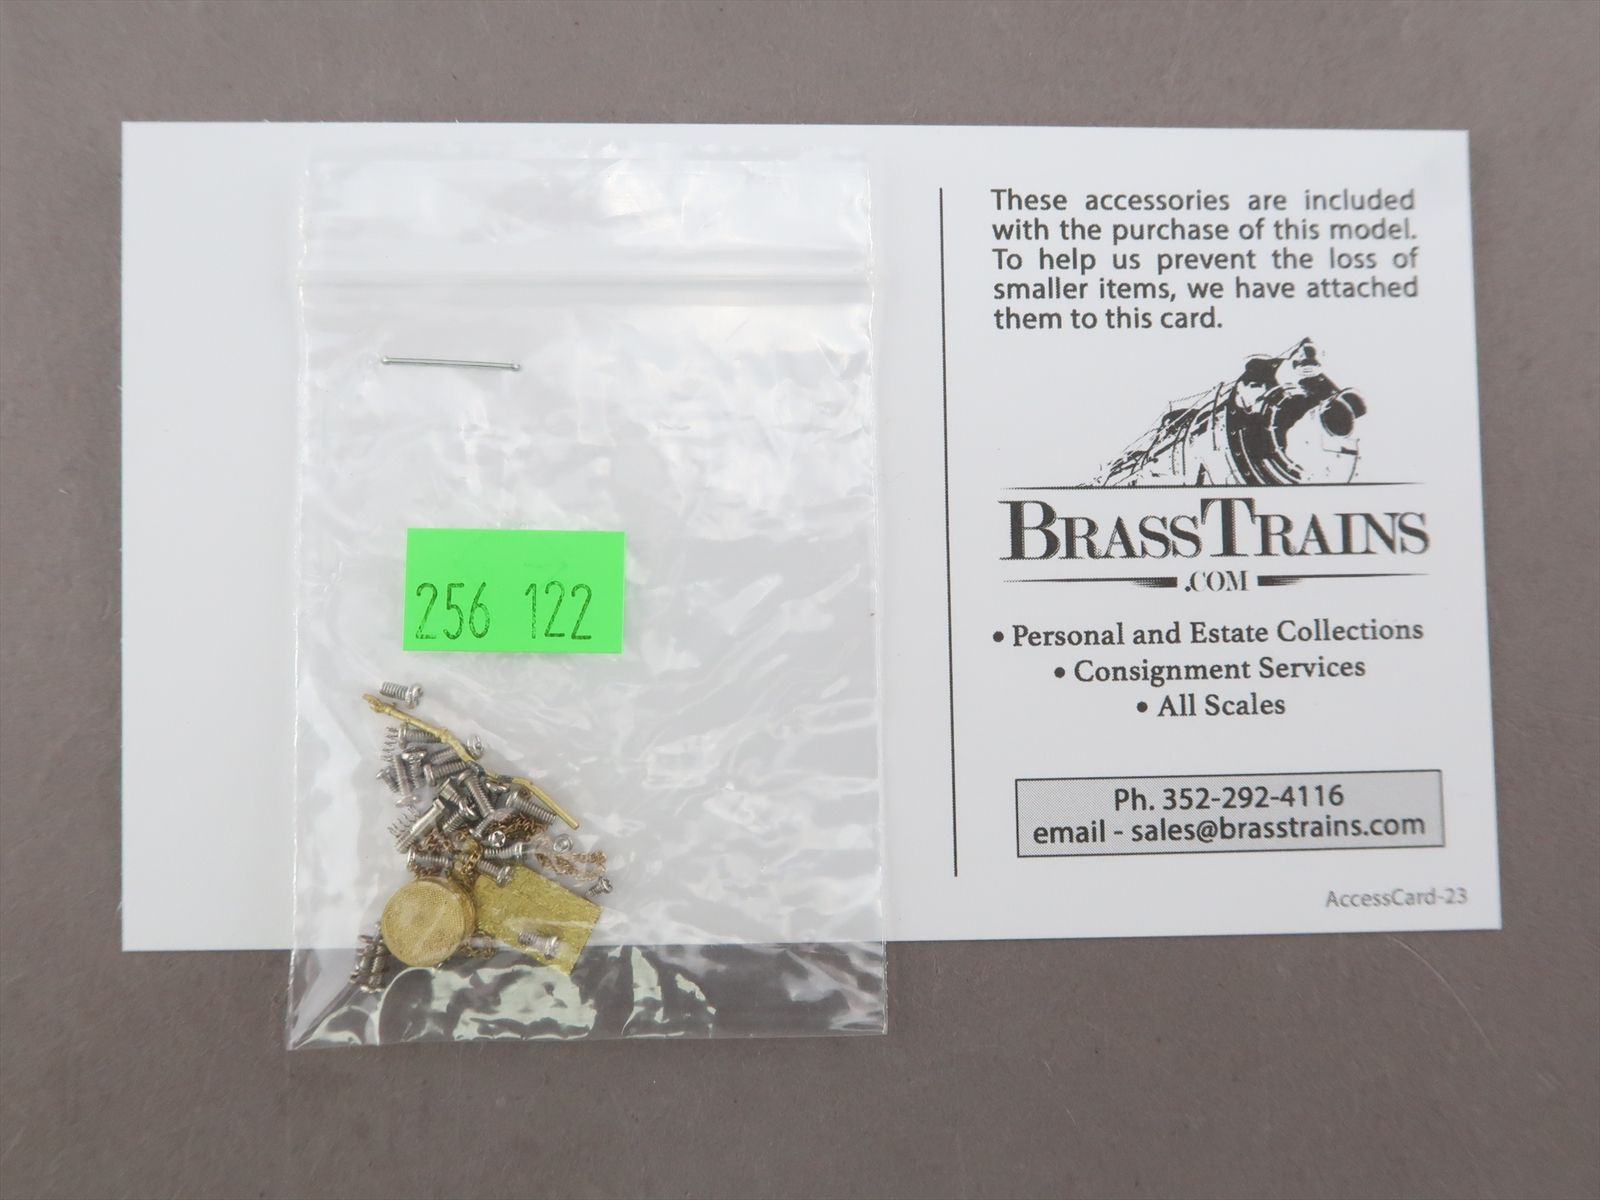 These accessories are included
with the purchase of this model.
To help us prevent the loss of
smaller items, we have attached
them to this card.
BRASSTRAINS
.COM
• Personal and Estate Collections
• Consignment Services
• All Scales
Ph. 352-292-4116
email - sales@brasstrains.com
AccessCard-23
256 122